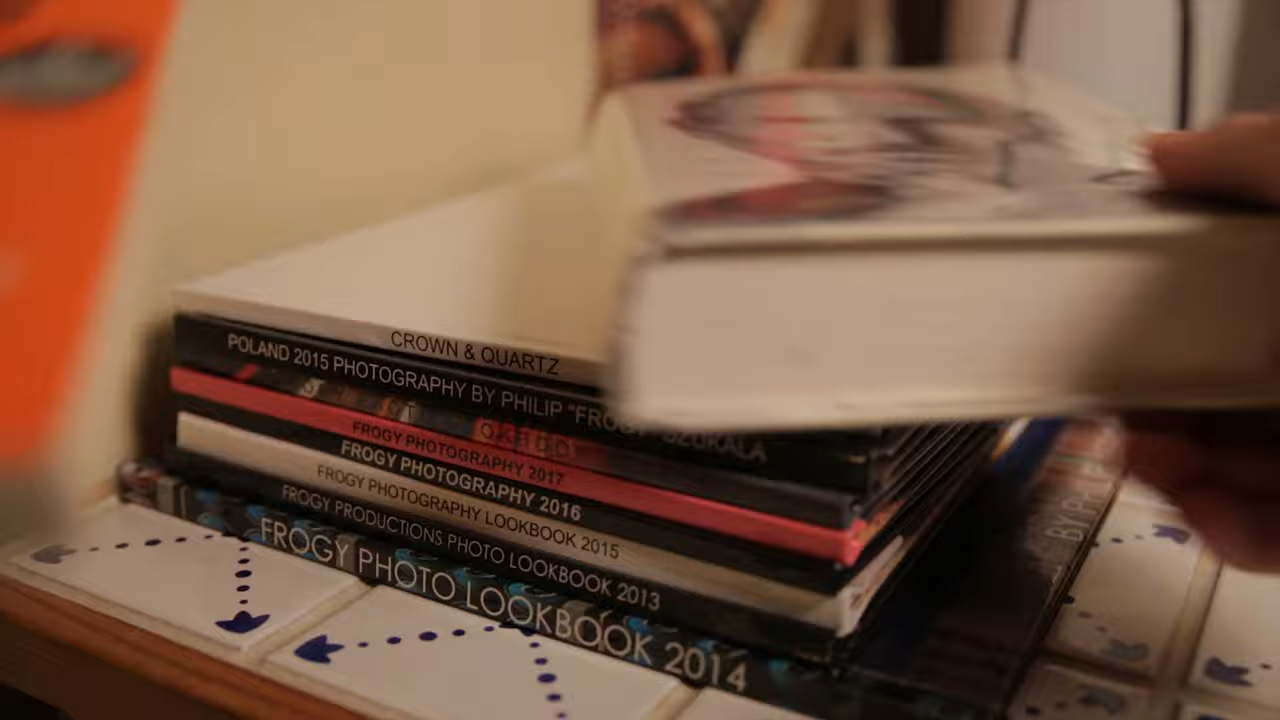 CROWN & QUARTZ
POLAND 2015 PHOTOGRAPHY BY PHILIP "FROGY"
FROGY PHOTOGRAPHY 2017
FROGY PHOTOGRAPHY 2016
FROGY PHOTOGRAPHY LOOKBOOK 2015
FROGY PRODUCTIONS PHOTO LOOKBOOK 2013
FROGY PHOTO LOOKBOOK 2014